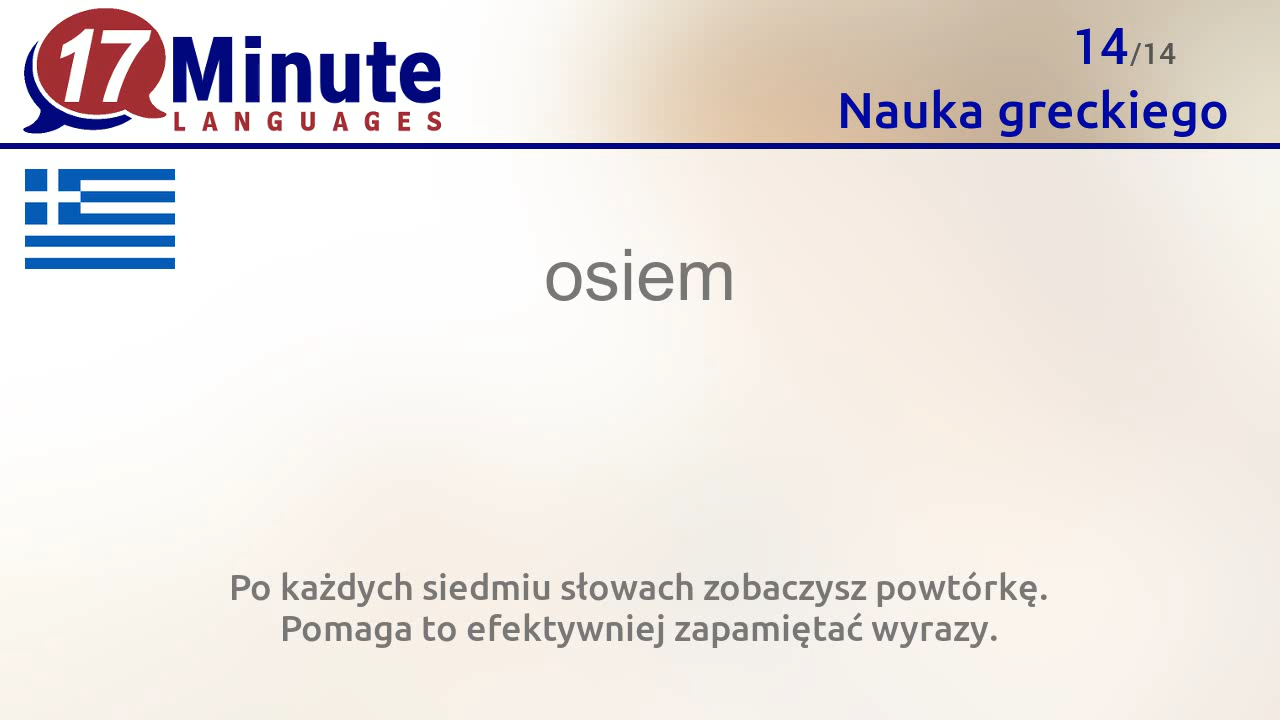 17 Minute
LANGUAGES
14/14
Nauka greckiego
osiem
Po każdych siedmiu słowach zobaczysz powtórkę.
Pomaga to efektywniej zapamiętać wyrazy.